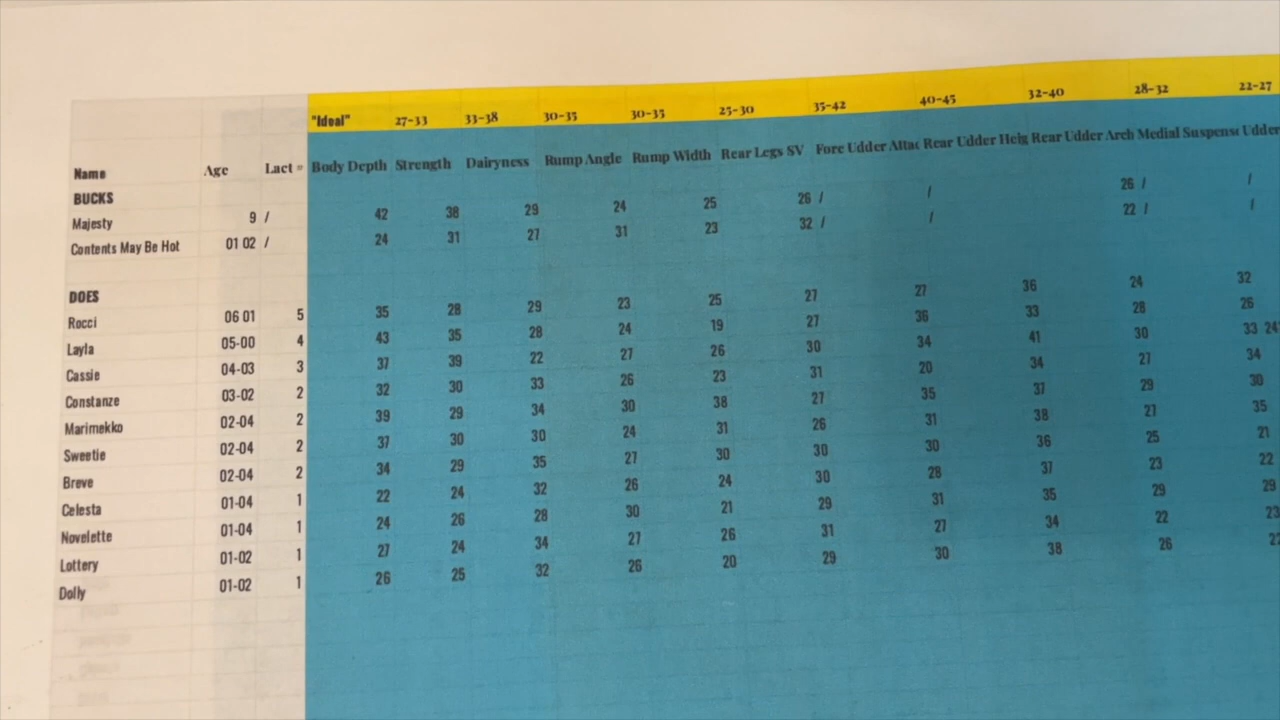 "Ideal" 27-33 33-38 30-35 30-35 25-30 35-42 40-45 32-40 28-32 22-27
Name Age Lact # Body Depth Strength Dairyness Rump Angle Rump Width Rear Legs SV Fore Udder Attac Rear Udder Heig Rear Udder Arch Medial Suspens Udder
BUCKS
Majesty 9 / 42 38 29 24 25 26 / / 26 / /
Contents May Be Hot 01 02 / 24 31 27 31 23 32 / / 22 / /
DOES
Rocci 06 01 5 35 28 29 23 25 27 27 36 24 32
Layla 05-00 4 43 35 28 24 19 27 36 33 28 26
Cassie 04-03 3 37 39 22 27 26 30 34 41 30 33 24
Constanze 03-02 2 32 30 33 26 23 31 20 34 27 34
Marimekko 02-04 2 39 29 34 30 38 27 35 37 29 30
Sweetie 02-04 2 37 30 30 24 31 26 31 38 35
Breve 02-04 2 34 29 35 27 30 30 30 36 25 21
Celesta 01-04 1 22 24 32 26 24 30 28 37 23 22
Novelette 01-04 1 24 26 28 30 21 29 31 35 29 29
Lottery 01-02 1 27 24 34 27 26 31 27 34 22 23
Dolly 01-02 1 26 25 32 26 20 29 30 38 26 22